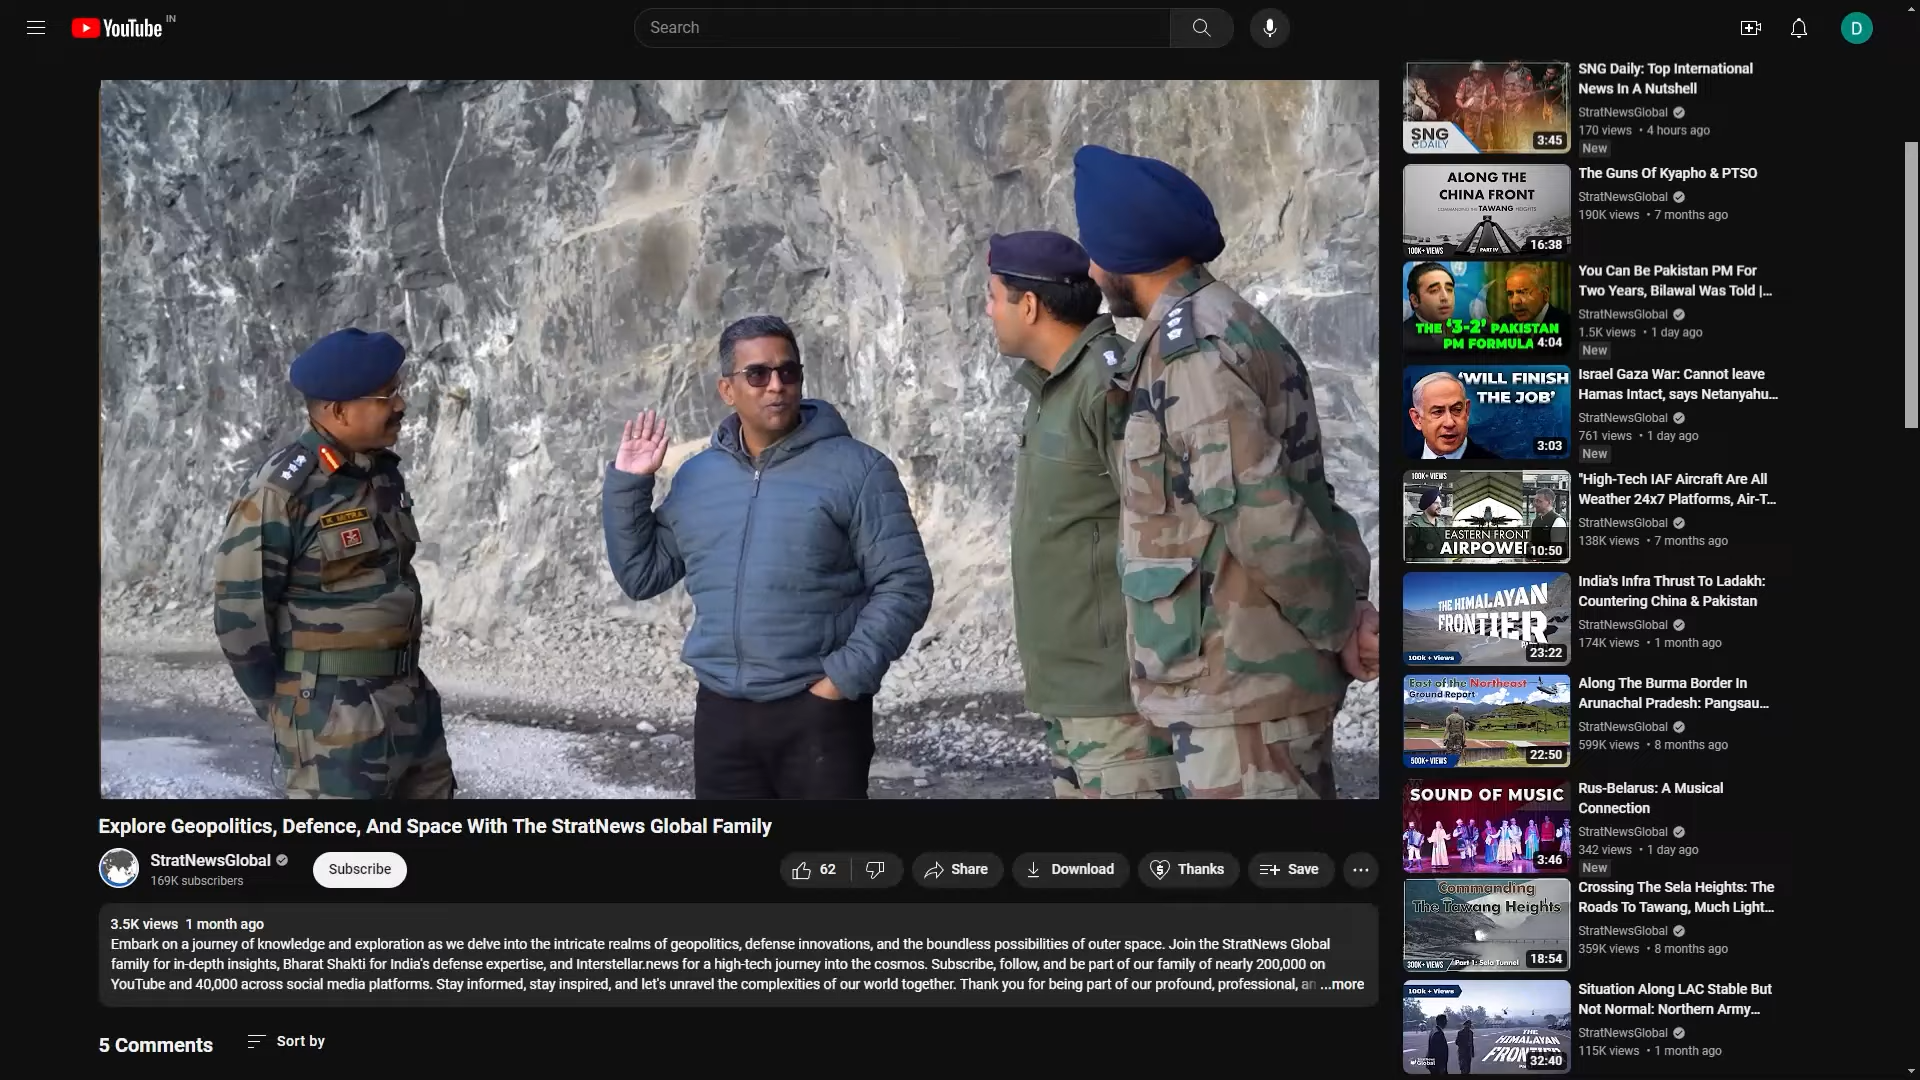 YouTube IN
Search
D
K MITRA
Explore Geopolitics, Defence, And Space With The StratNews Global Family
StratNewsGlobal
169K subscribers
Subscribe
62
Share
Download
Thanks
Save
3.5K views 1 month ago
Embark on a journey of knowledge and exploration as we delve into the intricate realms of geopolitics, defense innovations, and the boundless possibilities of outer space. Join the StratNews Global
family for in-depth insights, Bharat Shakti for India's defense expertise, and Interstellar.news for a high-tech journey into the cosmos. Subscribe, follow, and be part of our family of nearly 200,000 on
YouTube and 40,000 across social media platforms. Stay informed, stay inspired, and let's unravel the complexities of our world together. Thank you for being part of our profound, professional, an ...more
5 Comments
Sort by
SNG
DAILY
3:45
SNG Daily: Top International
News In A Nutshell
StratNewsGlobal
170 views • 4 hours ago
New
ALONG THE
CHINA FRONT
COMMANDING THE TAWANG HEIGHTS
100K+ VIEWS
PART IV
16:38
The Guns Of Kyapho & PTSO
StratNewsGlobal
190K views • 7 months ago
THE '3-2' PAKISTAN
PM FORMULA
4:04
You Can Be Pakistan PM For
Two Years, Bilawal Was Told |...
StratNewsGlobal
1.5K views • 1 day ago
New
'WILL FINISH
THE JOB'
3:03
Israel Gaza War: Cannot leave
Hamas Intact, says Netanyahu...
StratNewsGlobal
761 views • 1 day ago
New
100K+ VIEWS
EASTERN FRONT
AIRPOWER
10:50
"High-Tech IAF Aircraft Are All
Weather 24x7 Platforms, Air-T...
StratNewsGlobal
138K views • 7 months ago
THE HIMALAYAN
FRONTIER
100k + Views
23:22
India's Infra Thrust To Ladakh:
Countering China & Pakistan
StratNewsGlobal
174K views • 1 month ago
East of the Northeast
Ground Report
500K+ VIEWS
22:50
Along The Burma Border In
Arunachal Pradesh: Pangsau...
StratNewsGlobal
599K views • 8 months ago
SOUND OF MUSIC
3:46
Rus-Belarus: A Musical
Connection
StratNewsGlobal
342 views • 1 day ago
New
Commanding
The Tawang Heights
300K+ VIEWS
Part 1: Sela Tunnel
18:54
Crossing The Sela Heights: The
Roads To Tawang, Much Light...
StratNewsGlobal
359K views • 8 months ago
100k + Views
THE
HIMALAYAN
FRONTIER
32:40
Situation Along LAC Stable But
Not Normal: Northern Army...
StratNewsGlobal
115K views • 1 month ago